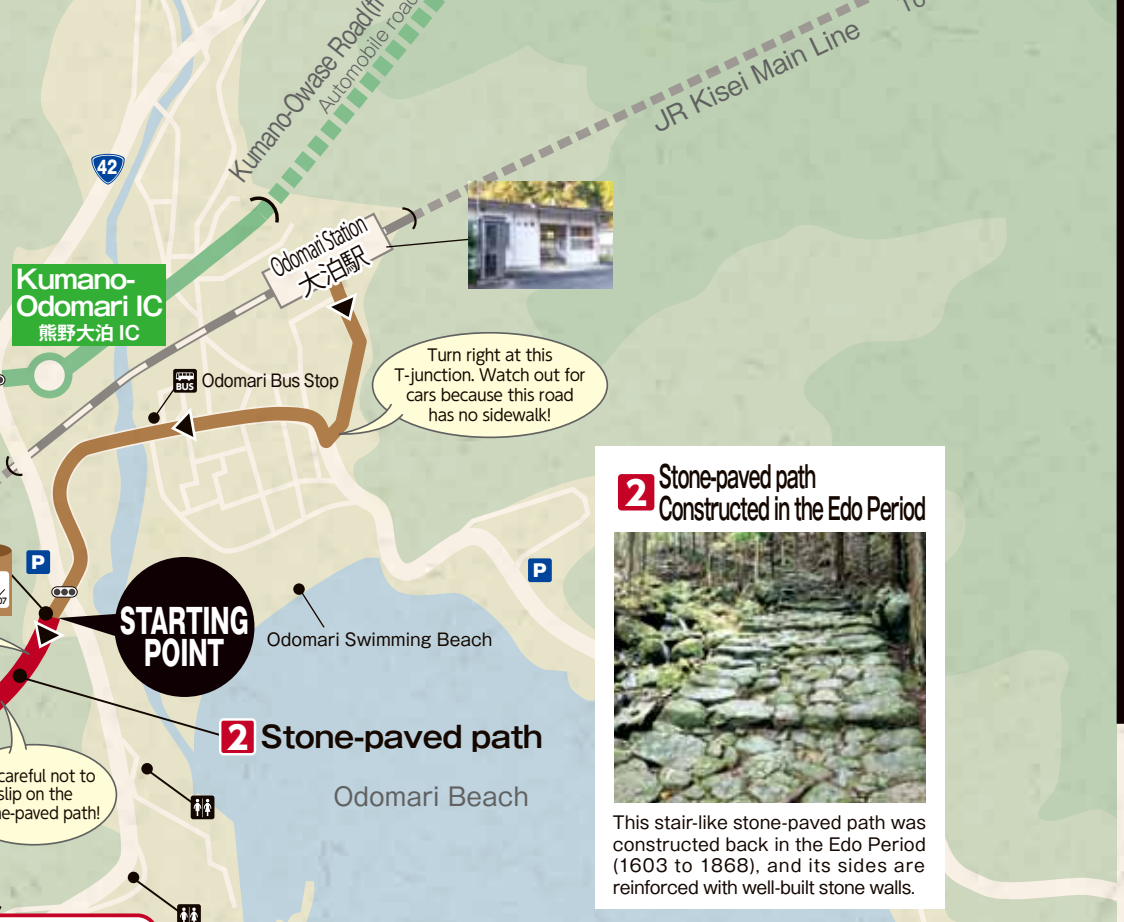 Kumano-Owase Road
Automobile road
JR Kisei Main Line
42
Odomari Station
大泊駅
Kumano-
Odomari IC
熊野大泊 IC
BUS
Odomari Bus Stop
Turn right at this
T-junction. Watch out for
cars because this road
has no sidewalk!
P
P
STARTING
POINT
Odomari Swimming Beach
2 Stone-paved path
Odomari Beach
careful not to
slip on the
e-paved path!
2 Stone-paved path
Constructed in the Edo Period
This stair-like stone-paved path was
constructed back in the Edo Period
(1603 to 1868), and its sides are
reinforced with well-built stone walls.